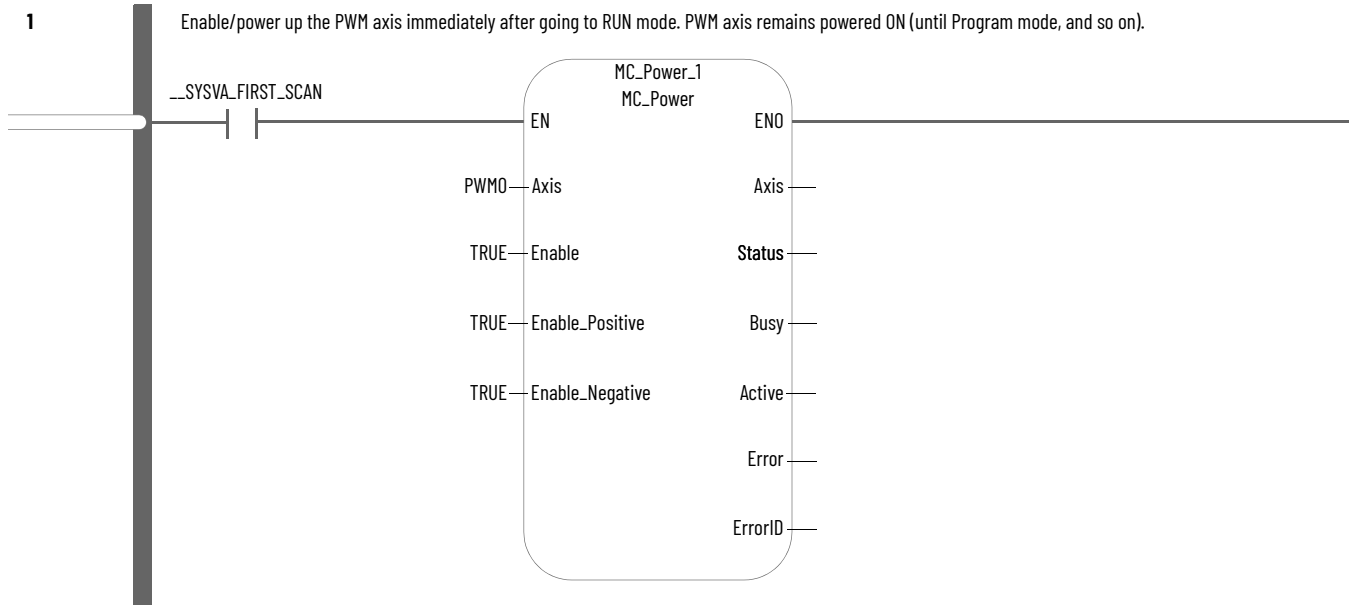 1
Enable/power up the PWM axis immediately after going to RUN mode. PWM axis remains powered ON (until Program mode, and so on).
MC_Power_1
MC_Power
__SYSVA_FIRST_SCAN
EN
ENO
PWM0
Axis
Axis
TRUE
Enable
Status
TRUE
Enable_Positive
Busy
TRUE
Enable_Negative
Active
Error
ErrorID